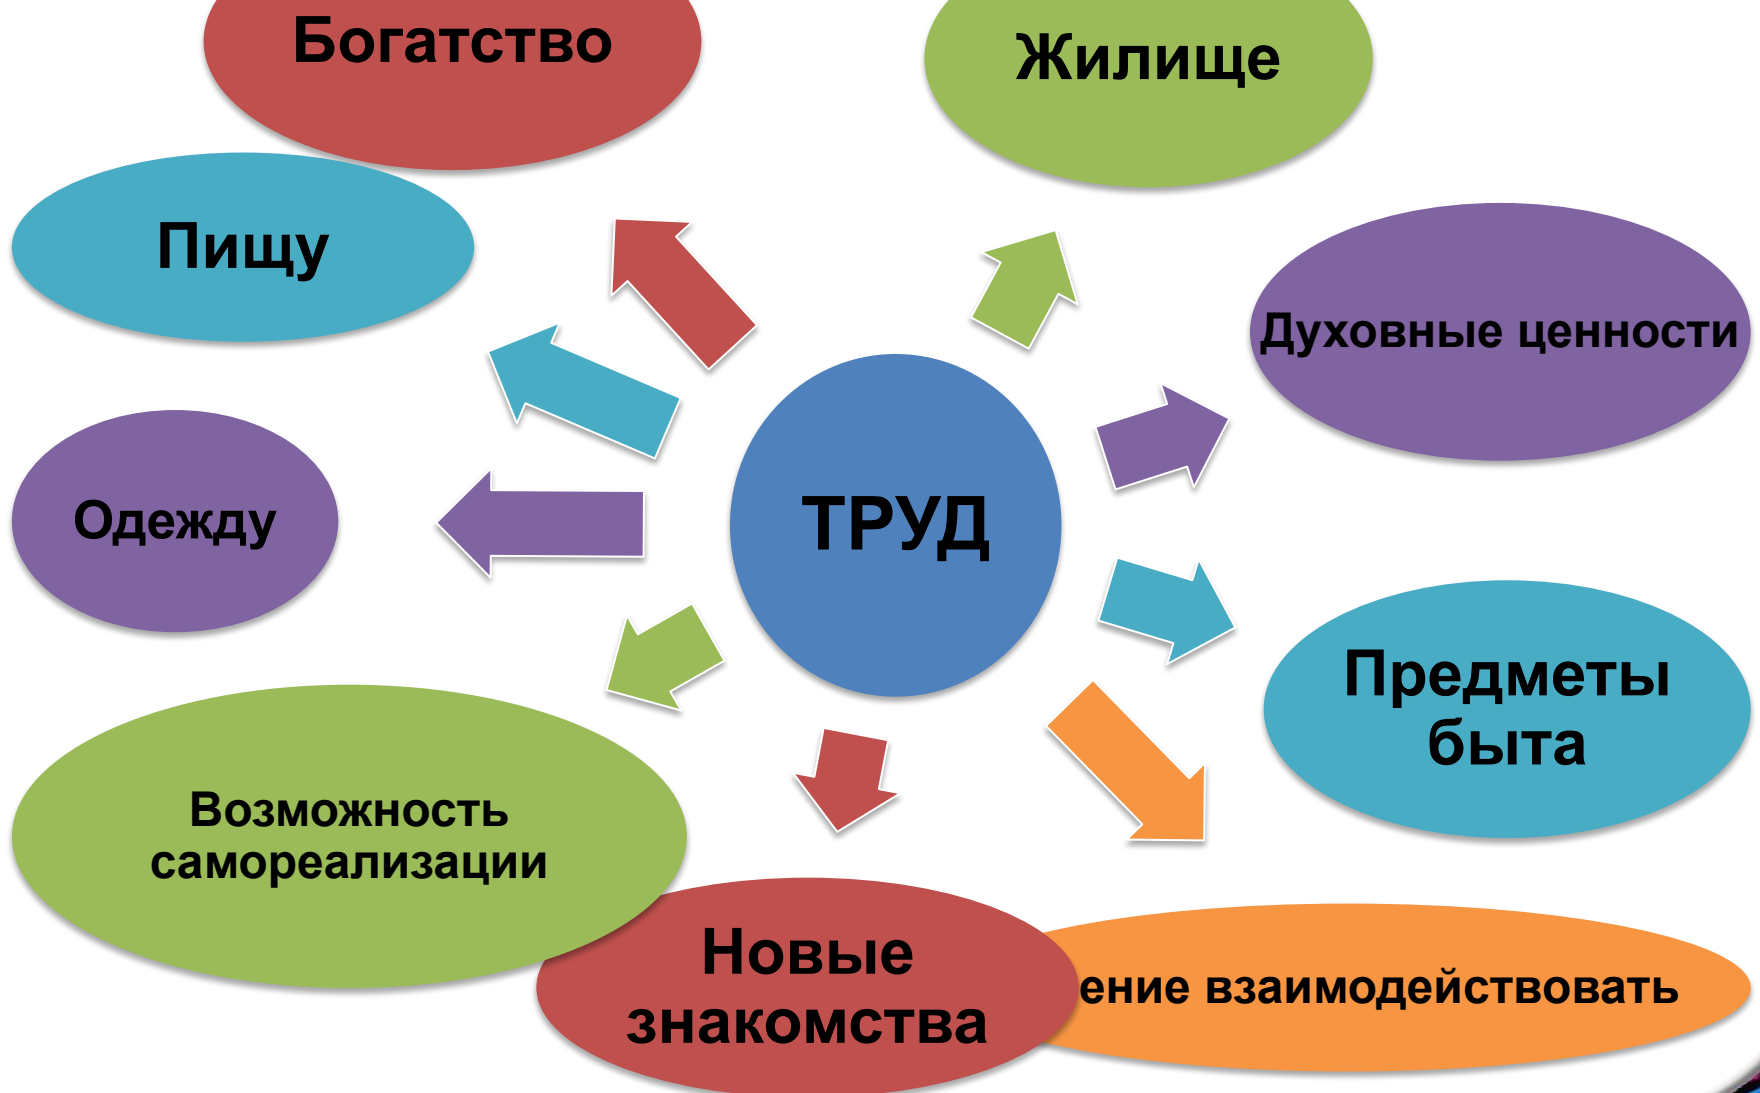 Богатство
Жилище
Пищу
Духовные ценности
Одежду
ТРУД
Предметы
быта
Возможность
самореализации
Новые
знакомства
ение взаимодействовать